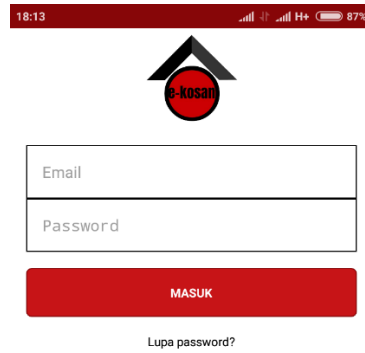 18:13 H+ 87%
e-kosan
Email
Password
MASUK
Lupa password?